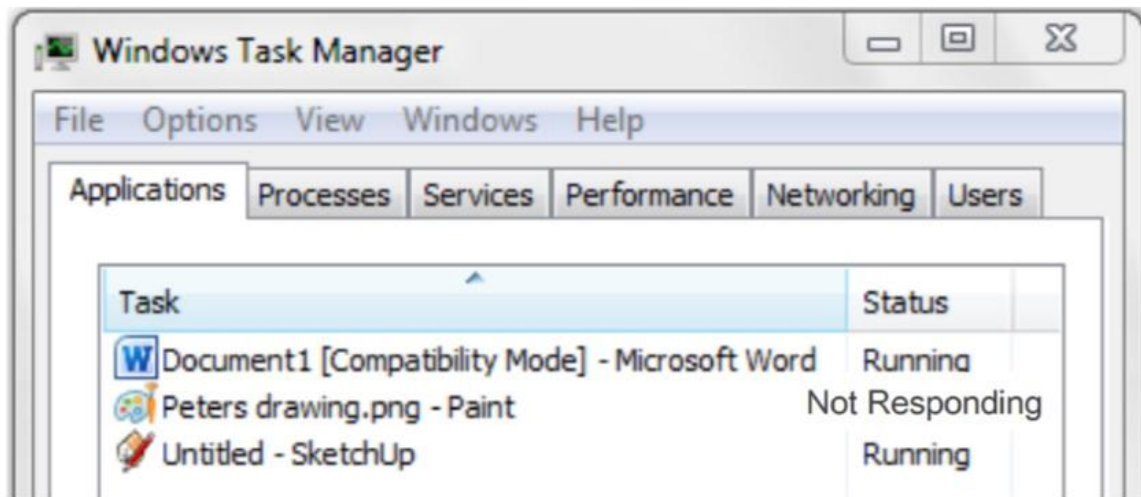 Windows Task Manager
File Options View Windows Help
Applications Processes Services Performance Networking Users
Task Status
W Document1 [Compatibility Mode] - Microsoft Word Running
Peters drawing.png - Paint Not Responding
Untitled - SketchUp Running